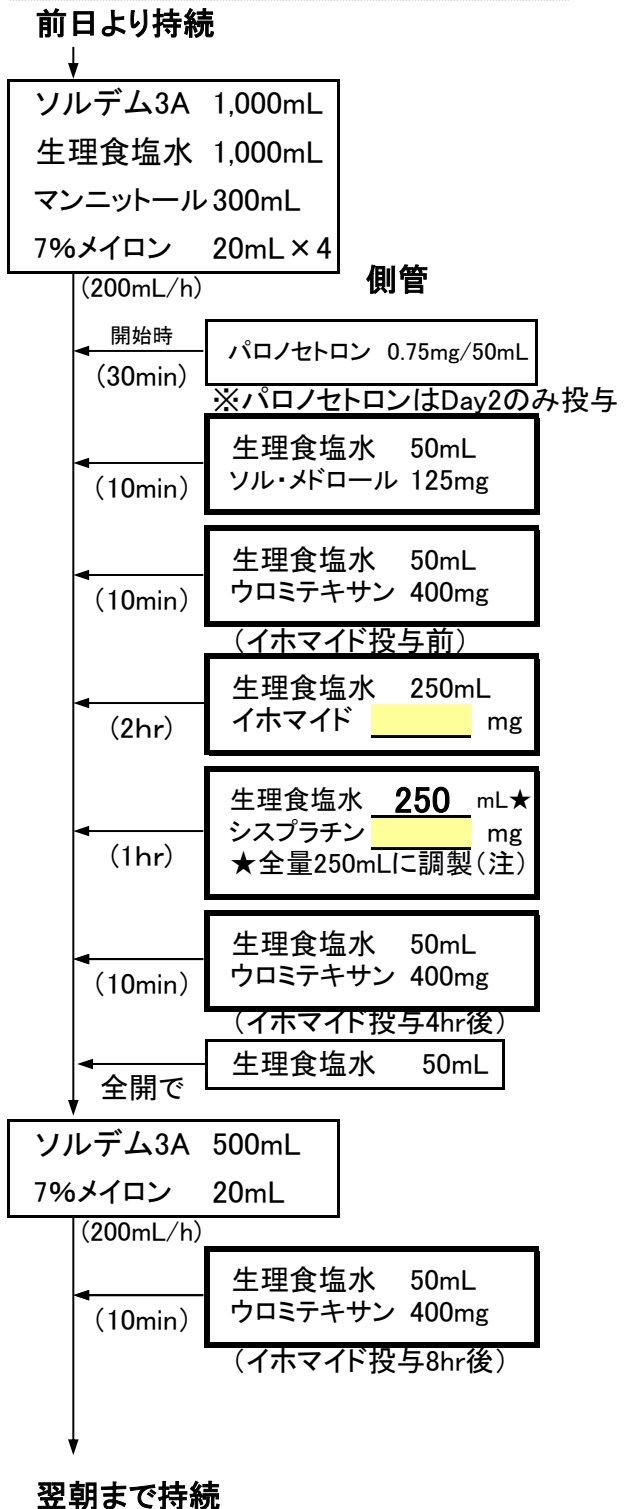 前日より持続
ソルデム3A 1,000mL
生理食塩水 1,000mL
マンニットール 300mL
7%メイロン 20mL×4
(200mL/h)
側管
開始時
(30min)
パロノセトロン 0.75mg/50mL
※パロノセトロンはDay2のみ投与
(10min)
生理食塩水 50mL
ソル・メドロール 125mg
(10min)
生理食塩水 50mL
ウロミテキサン 400mg
(イホマイド投与前)
(2hr)
生理食塩水 250mL
イホマイド mg
(1hr)
生理食塩水 250 mL★
シスプラチン mg
★全量250mLに調製(注)
(10min)
生理食塩水 50mL
ウロミテキサン 400mg
(イホマイド投与4hr後)
全開で
生理食塩水 50mL
ソルデム3A 500mL
7%メイロン 20mL
(200mL/h)
(10min)
生理食塩水 50mL
ウロミテキサン 400mg
(イホマイド投与8hr後)
翌朝まで持続